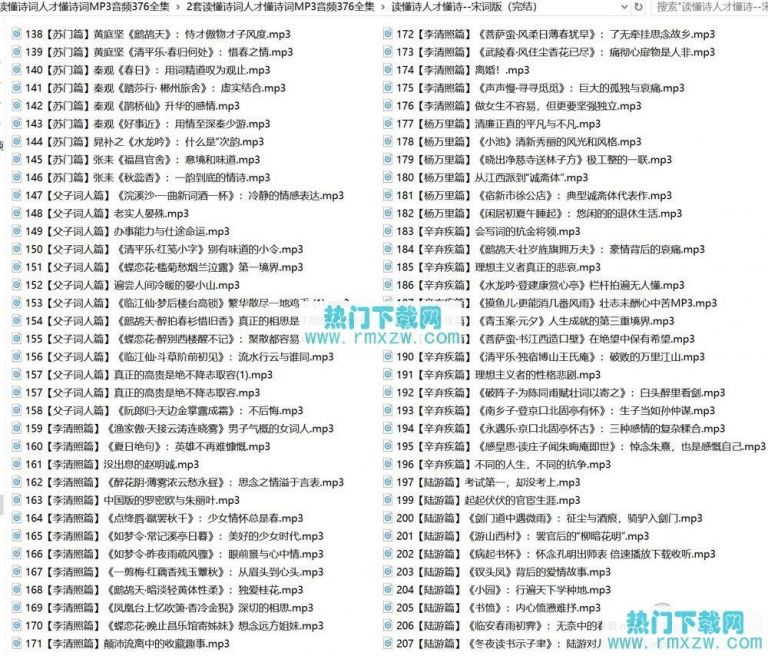 读懂诗词人才懂诗词MP3音频376全集 › 2套读懂诗词人才懂诗词MP3音频376全集 › 读懂诗人才懂诗--宋词版（完结）
搜索"读懂诗人才懂诗--宋
138【苏门篇】黄庭坚《鹧鸪天》：恃才傲物才子风度.mp3
139【苏门篇】黄庭坚《清平乐·春归何处》：惜春之情.mp3
140【苏门篇】秦观《春日》：用词精道叹为观止.mp3
141【苏门篇】秦观《踏莎行· 郴州旅舍》：虚实结合.mp3
142【苏门篇】秦观《鹊桥仙》升华的感情.mp3
143【苏门篇】秦观《好事近》：用情至深秦少游.mp3
144【苏门篇】晁补之《水龙吟》：什么是"次韵.mp3
145【苏门篇】张耒《福昌官舍》：意境和味道.mp3
146【苏门篇】张耒《秋蕊香》：一韵到底的情诗.mp3
147【父子词人篇】《浣溪沙·一曲新词酒一杯》：冷静的情感表达.mp3
148【父子词人篇】老实人晏殊.mp3
149【父子词人篇】办事能力与仕途命运.mp3
150【父子词人篇】《清平乐·红笺小字》别有味道的小令.mp3
151【父子词人篇】《蝶恋花·槛菊愁烟兰泣露》第一境界.mp3
152【父子词人篇】遍尝人间冷暖的晏小山.mp3
153【父子词人篇】《临江仙·梦后楼台高锁》繁华散尽一地鸡
154【父子词人篇】《鹧鸪天·醉拍春衫惜旧香》真正的相思是
155【父子词人篇】《蝶恋花·醉别西楼醒不记》：聚散都容易
156【父子词人篇】《临江仙·斗草阶前初见》：流水行云与谁同.mp3
157【父子词人篇】真正的高贵是绝不降志取容(1).mp3
157【父子词人篇】真正的高贵是绝不降志取容.mp3
158【父子词人篇】《阮郎归·天边金掌露成霜》：不后悔.mp3
159【李清照篇】《渔家傲·天接云涛连晓雾》男子气概的女词人.mp3
160【李清照篇】《夏日绝句》：英雄不再难慷慨.mp3
161【李清照篇】没出息的赵明诚.mp3
162【李清照篇】《醉花阴·薄雾浓云愁永昼》：思念之情溢于言表.mp3
163【李清照篇】中国版的罗密欧与朱丽叶.mp3
164【李清照篇】《点绛唇·蹴罢秋千》：少女情怀总是春.mp3
165【李清照篇】《如梦令·常记溪亭日暮》：美好的少女时代.mp3
166【李清照篇】《如梦令·昨夜雨疏风骤》：眼前景与心中情.mp3
167【李清照篇】《一剪梅·红藕香残玉簟秋》：从眉头到心头.mp3
168【李清照篇】《鹧鸪天·暗淡轻黄体性柔》：独爱桂花.mp3
169【李清照篇】《凤凰台上忆吹箫·香冷金猊》深切的相思.mp3
170【李清照篇】《蝶恋花·晚止昌乐馆寄姊妹》想念远方姐妹.mp3
171【李清照篇】颠沛流离中的收藏趣事.mp3
172【李清照篇】《菩萨蛮·风柔日薄春犹早》：了无牵挂思念故乡.mp3
173【李清照篇】《武陵春·风住尘香花已尽》：痛彻心扉物是人非.mp3
174【李清照篇】离婚！.mp3
175【李清照篇】《声声慢·寻寻觅觅》：巨大的孤独与哀痛.mp3
176【李清照篇】做女生不容易，但更要坚强独立.mp3
177【杨万里篇】清廉正直的平凡与不凡.mp3
178【杨万里篇】《小池》清新秀丽的风光和风格.mp3
179【杨万里篇】《晓出净慈寺送林子方》极工整的一联.mp3
180【杨万里篇】从江西派到"诚斋体".mp3
181【杨万里篇】《宿新市徐公店》：典型诚斋体代表作.mp3
182【杨万里篇】《闲居初夏午睡起》：悠闲的的退休生活.mp3
183【辛弃疾篇】会写词的抗金将领.mp3
184【辛弃疾篇】《鹧鸪天·壮岁旌旗拥万夫》：豪情背后的哀痛.mp3
185【辛弃疾篇】理想主义者真正的悲哀.mp3
186【辛弃疾篇】《水龙吟·登建康赏心亭》栏杆拍遍无人懂.mp3
187【辛弃疾篇】《摸鱼儿·更能消几番风雨》壮志未酬心中苦MP3.mp3
【辛弃疾篇】《青玉案·元夕》人生成就的第三重境界.mp3
【辛弃疾篇】《菩萨蛮·书江西造口壁》在绝望中保有希望.mp3
190【辛弃疾篇】《清平乐·独宿博山王氏庵》：破败的万里江山.mp3
191【辛弃疾篇】理想主义者的性格悲剧.mp3
192【辛弃疾篇】《破阵子·为陈同甫赋壮词以寄之》：白头醉里看剑.mp3
193【辛弃疾篇】《南乡子·登京口北固亭有怀》：生子当如孙仲谋.mp3
194【辛弃疾篇】《永遇乐·京口北固亭怀古》：三种感情的复杂糅合.mp3
195【辛弃疾篇】《感皇恩·读庄子闻朱晦庵即世》：悼念朱熹，也是感慨自己.mp3
196【辛弃疾篇】不同的人生，不同的抗争.mp3
197【陆游篇】考试第一，却没考上.mp3
199【陆游篇】起起伏伏的官宦生涯.mp3
200【陆游篇】《剑门道中遇微雨》：征尘与酒痕，骑驴入剑门.mp3
201【陆游篇】《游山西村》：罢官后的"柳暗花明".mp3
202【陆游篇】《病起书怀》：怀念孔明出师表 倍速播放下载收听.mp3
203【陆游篇】《钗头凤》背后的爱情故事.mp3
204【陆游篇】《小园》：行遍天下学种地.mp3
205【陆游篇】《书愤》：内心愤懑难抒.mp3
206【陆游篇】《临安春雨初霁》：无奈中的
207【陆游篇】《冬夜读书示子聿》：陆游对儿
热门下载网
www.rmxzw.com
热门下载网
www.rmxzw.com